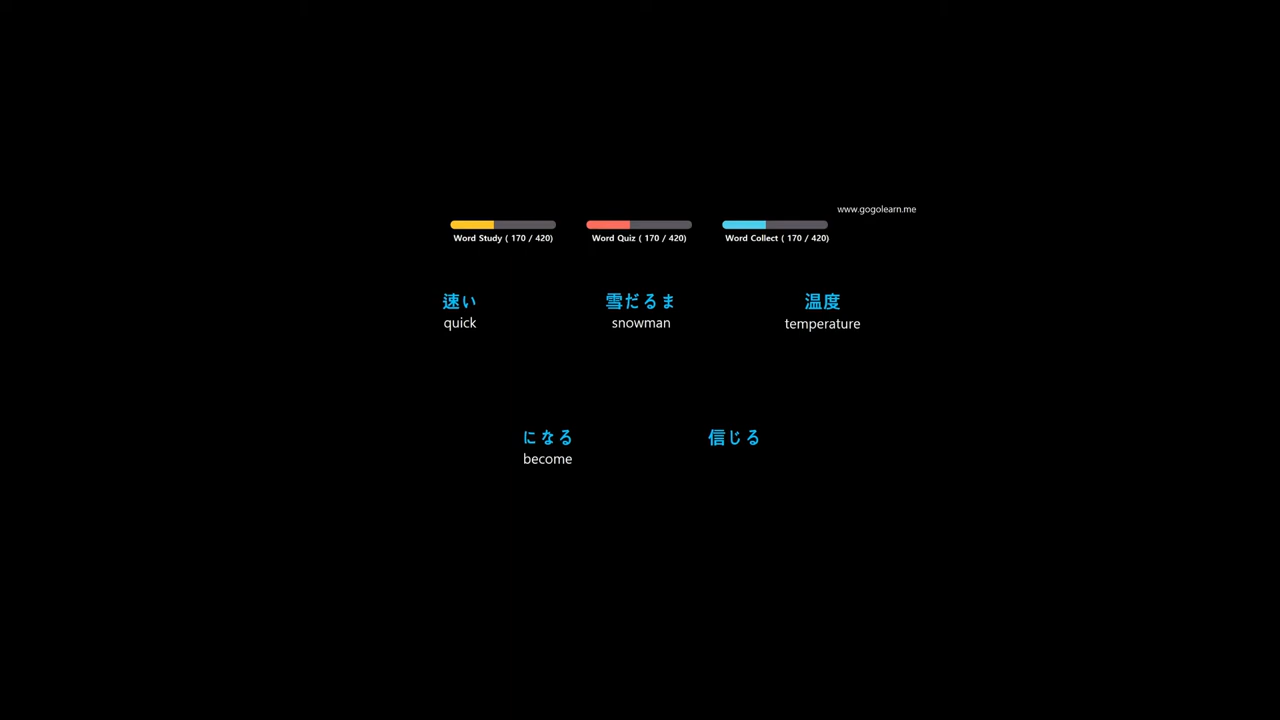 www.gogolearn.me
Word Study ( 170 / 420)
Word Quiz ( 170 / 420)
Word Collect ( 170 / 420)
速い
quick
雪だるま
snowman
温度
temperature
になる
become
信じる